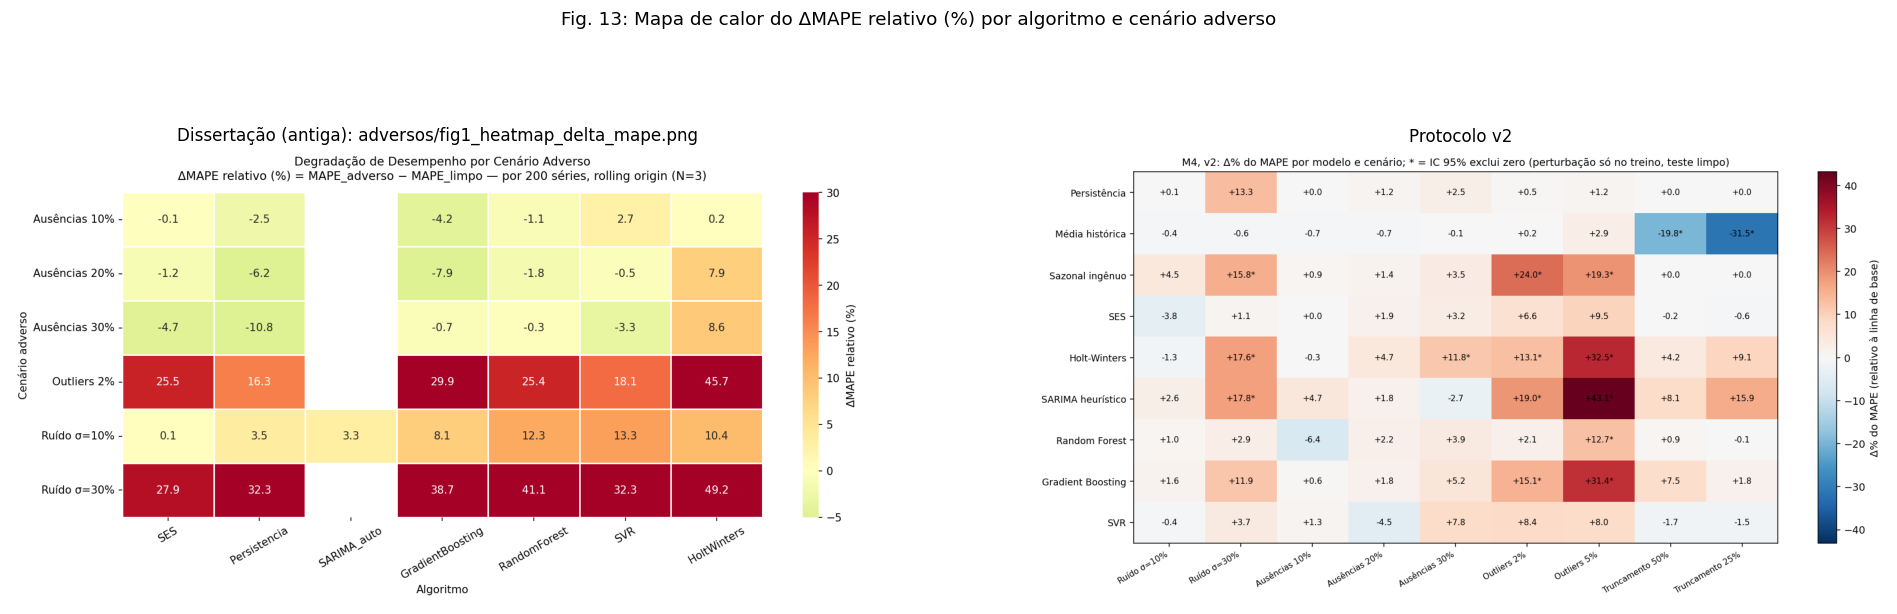 Fig. 13: Mapa de calor do ΔMAPE relativo (%) por algoritmo e cenário adverso
Dissertação (antiga): adversos/fig1_heatmap_delta_mape.png
Degradação de Desempenho por Cenário Adverso
ΔMAPE relativo (%) = MAPE_adverso − MAPE_limpo — por 200 séries, rolling origin (N=3)
Cenário adverso
Ausências 10% -0.1 -2.5 -4.2 -1.1 2.7 0.2
Ausências 20% -1.2 -6.2 -7.9 -1.8 -0.5 7.9
Ausências 30% -4.7 -10.8 -0.7 -0.3 -3.3 8.6
Outliers 2% 25.5 16.3 29.9 25.4 18.1 45.7
Ruído σ=10% 0.1 3.5 3.3 8.1 12.3 13.3 10.4
Ruído σ=30% 27.9 32.3 38.7 41.1 32.3 49.2
SES Persistencia SARIMA_auto GradientBoosting RandomForest SVR HoltWinters
Algoritmo
30
25
20
15
10
5
0
−5
ΔMAPE relativo (%)
Protocolo v2
M4, v2: Δ% do MAPE por modelo e cenário; * = IC 95% exclui zero (perturbação só no treino, teste limpo)
Persistência +0.1 +13.3 +0.0 +1.2 +2.5 +0.5 +1.2 +0.0 +0.0
Média histórica -0.4 -0.6 -0.7 -0.7 -0.1 +0.2 +2.9 -19.8* -31.5*
Sazonal ingênuo +4.5 +15.8* +0.9 +1.4 +3.5 +24.0* +19.3* +0.0 +0.0
SES -3.8 +1.1 +0.0 +1.9 +3.2 +6.6 +9.5 -0.2 -0.6
Holt-Winters -1.3 +17.6* -0.3 +4.7 +11.8* +13.1* +32.5* +4.2 +9.1
SARIMA heurístico +2.6 +17.8* +4.7 +1.8 -2.7 +19.0* +43.1* +8.1 +15.9
Random Forest +1.0 +2.9 -6.4 +2.2 +3.9 +2.1 +12.7* +0.9 -0.1
Gradient Boosting +1.6 +11.9 +0.6 +1.8 +5.2 +15.1* +31.4* +7.5 +1.8
SVR -0.4 +3.7 +1.3 -4.5 +7.8 +8.4 +8.0 -1.7 -1.5
Ruído σ=10% Ruído σ=30% Ausências 10% Ausências 20% Ausências 30% Outliers 2% Outliers 5% Truncamento 50% Truncamento 25%
40
30
20
10
0
−10
−20
−30
−40
Δ% do MAPE (relativo à linha de base)